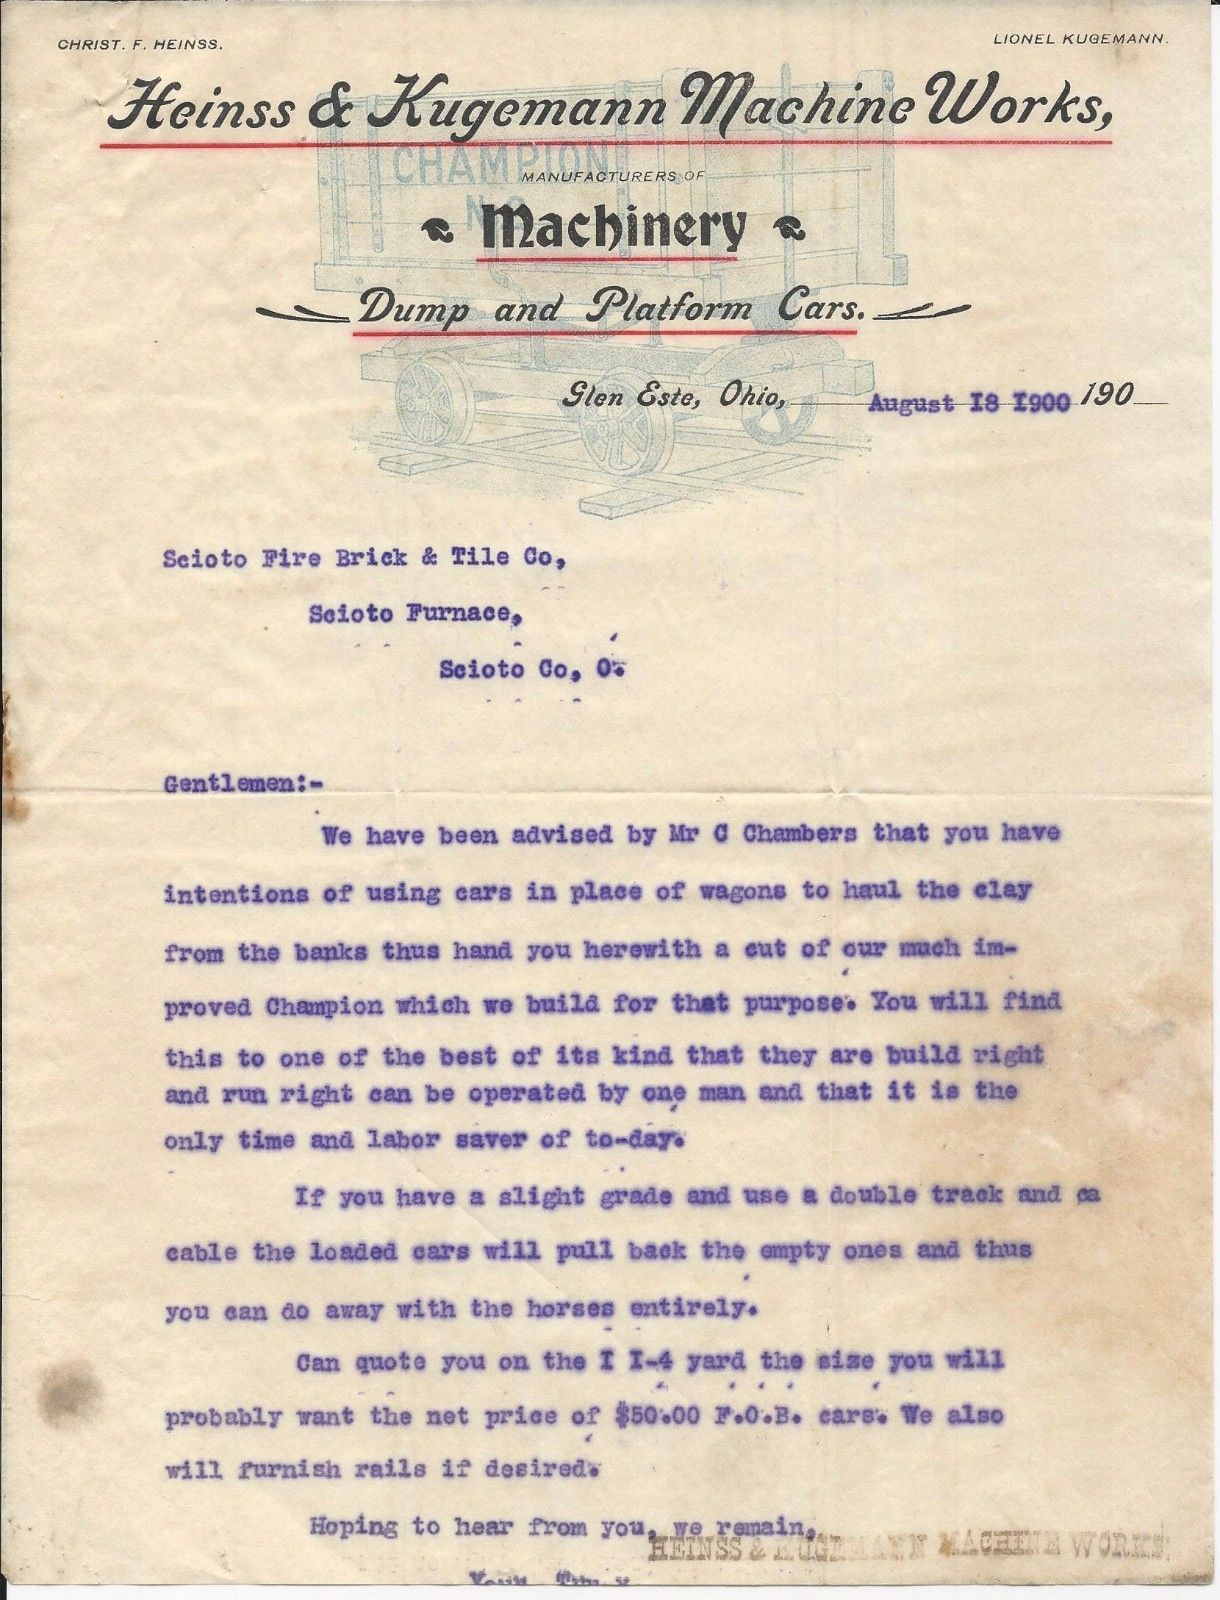 CHRIST. F. HEINSS.
LIONEL KUGEMANN.
Heinss & Kugemann Machine Works,
CHAMPION
MANUFACTURERS OF
Machinery
Dump and Platform Cars.
Glen Este, Ohio, August I8 I900 190
Scioto Fire Brick & Tile Co,
Scioto Furnace,
Scioto Co, O.
Gentlemen:-
We have been advised by Mr C Chambers that you have
intentions of using cars in place of wagons to haul the clay
from the banks thus hand you herewith a cut of our much im-
proved Champion which we build for that purpose. You will find
this to one of the best of its kind that they are build right
and run right can be operated by one man and that it is the
only time and labor saver of to-day.
If you have a slight grade and use a double track and ca
cable the loaded cars will pull back the empty ones and thus
you can do away with the horses entirely.
Can quote you on the I I-4 yard the size you will
probably want the net price of $50.00 F.O.B. cars. We also
will furnish rails if desired.
Hoping to hear from you, we remain,
HEINSS & KUGEMANN MACHINE WORKS.